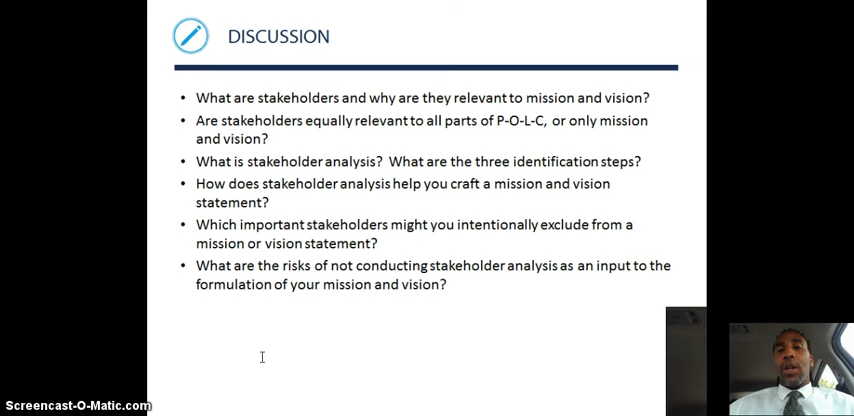 DISCUSSION
• What are stakeholders and why are they relevant to mission and vision?
• Are stakeholders equally relevant to all parts of P-O-L-C, or only mission
and vision?
• What is stakeholder analysis?  What are the three identification steps?
• How does stakeholder analysis help you craft a mission and vision
statement?
• Which important stakeholders might you intentionally exclude from a
mission or vision statement?
• What are the risks of not conducting stakeholder analysis as an input to the
formulation of your mission and vision?
Screencast-O-Matic.com